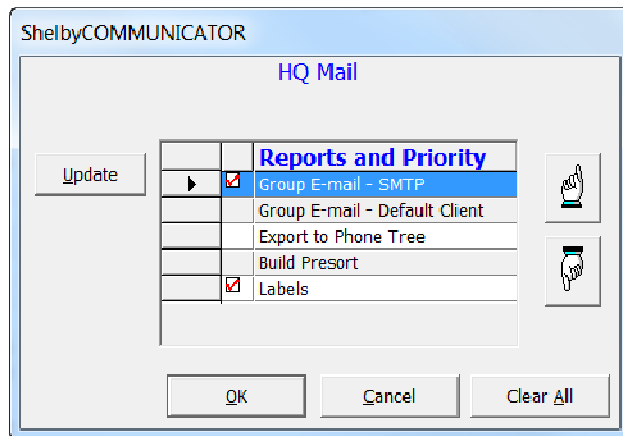 ShelbyCOMMUNICATOR
HQ Mail
Update
Reports and Priority
Group E-mail - SMTP
Group E-mail - Default Client
Export to Phone Tree
Build Presort
Labels
OK
Cancel
Clear All